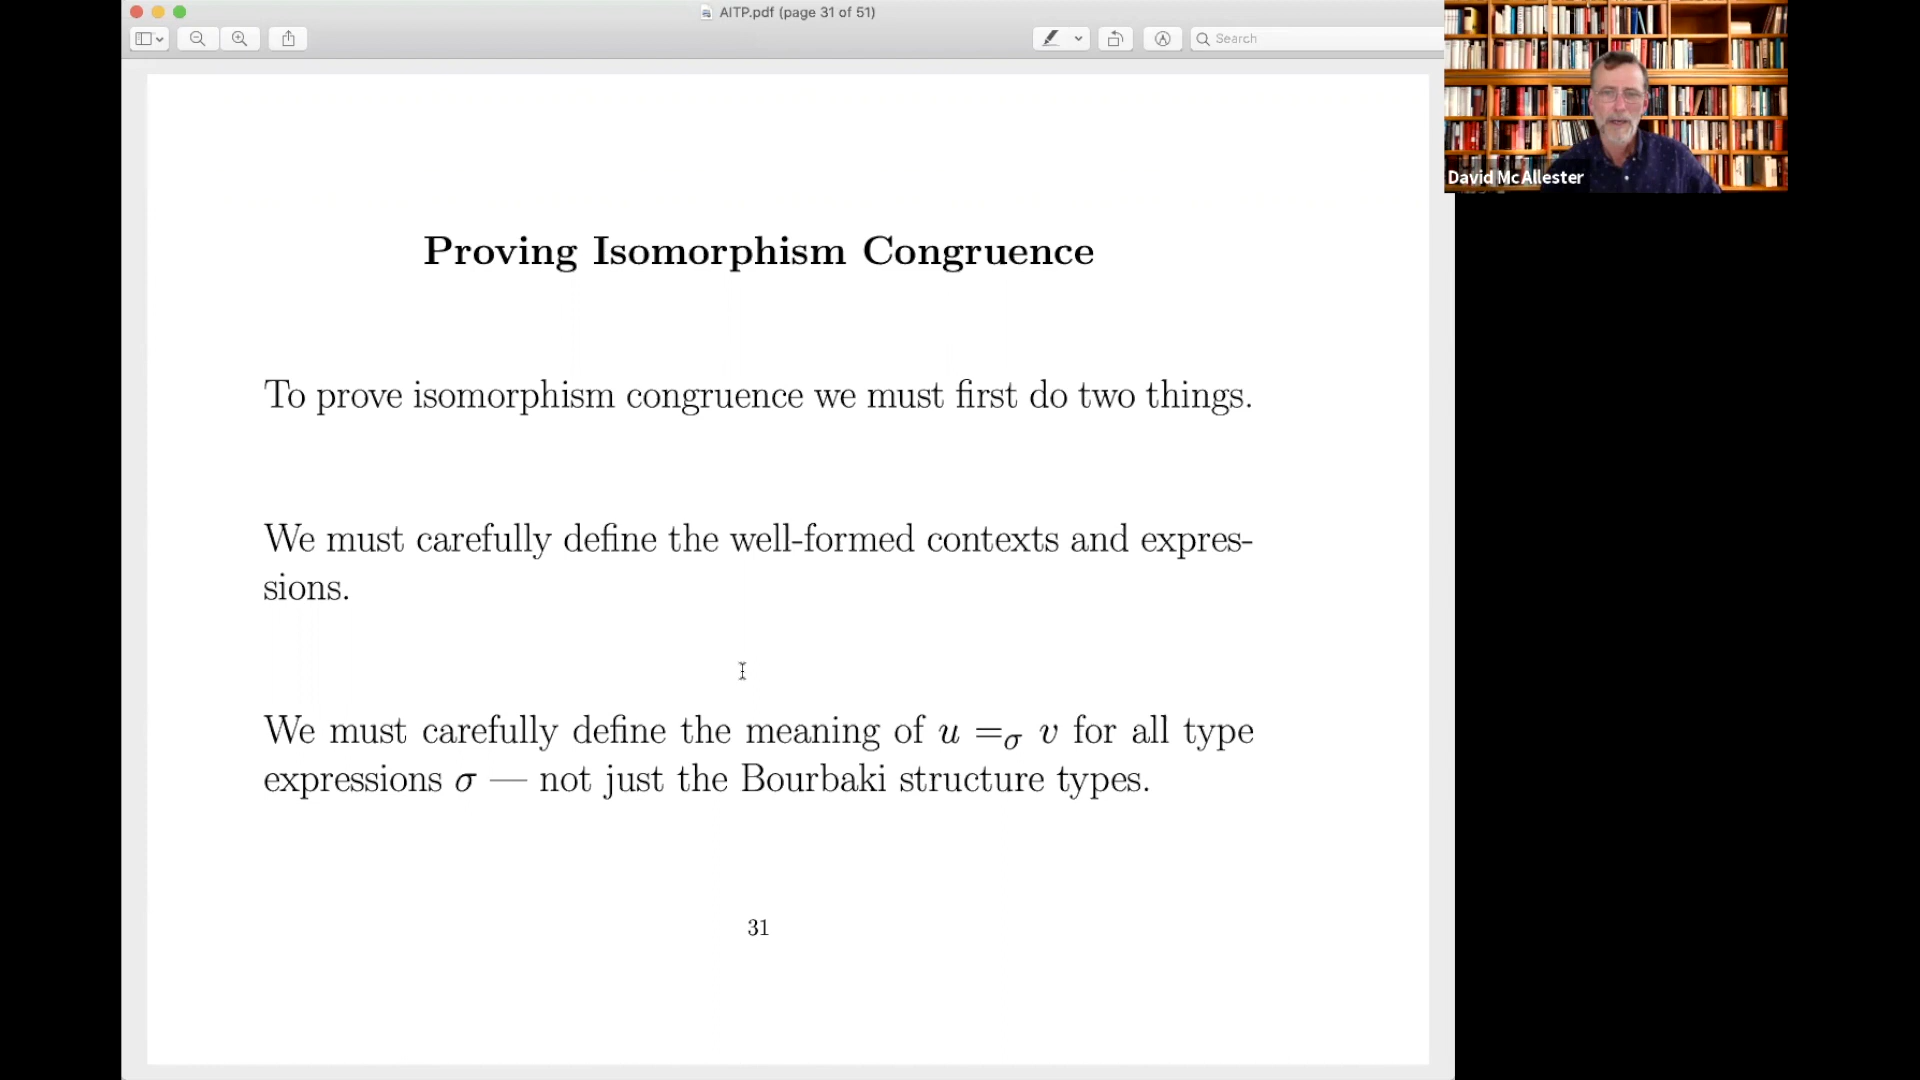 AITP.pdf (page 31 of 51)
Search
David McAllester
Proving Isomorphism Congruence
To prove isomorphism congruence we must first do two things.
We must carefully define the well-formed contexts and expres-
sions.
We must carefully define the meaning of u =σ v for all type
expressions σ — not just the Bourbaki structure types.
31